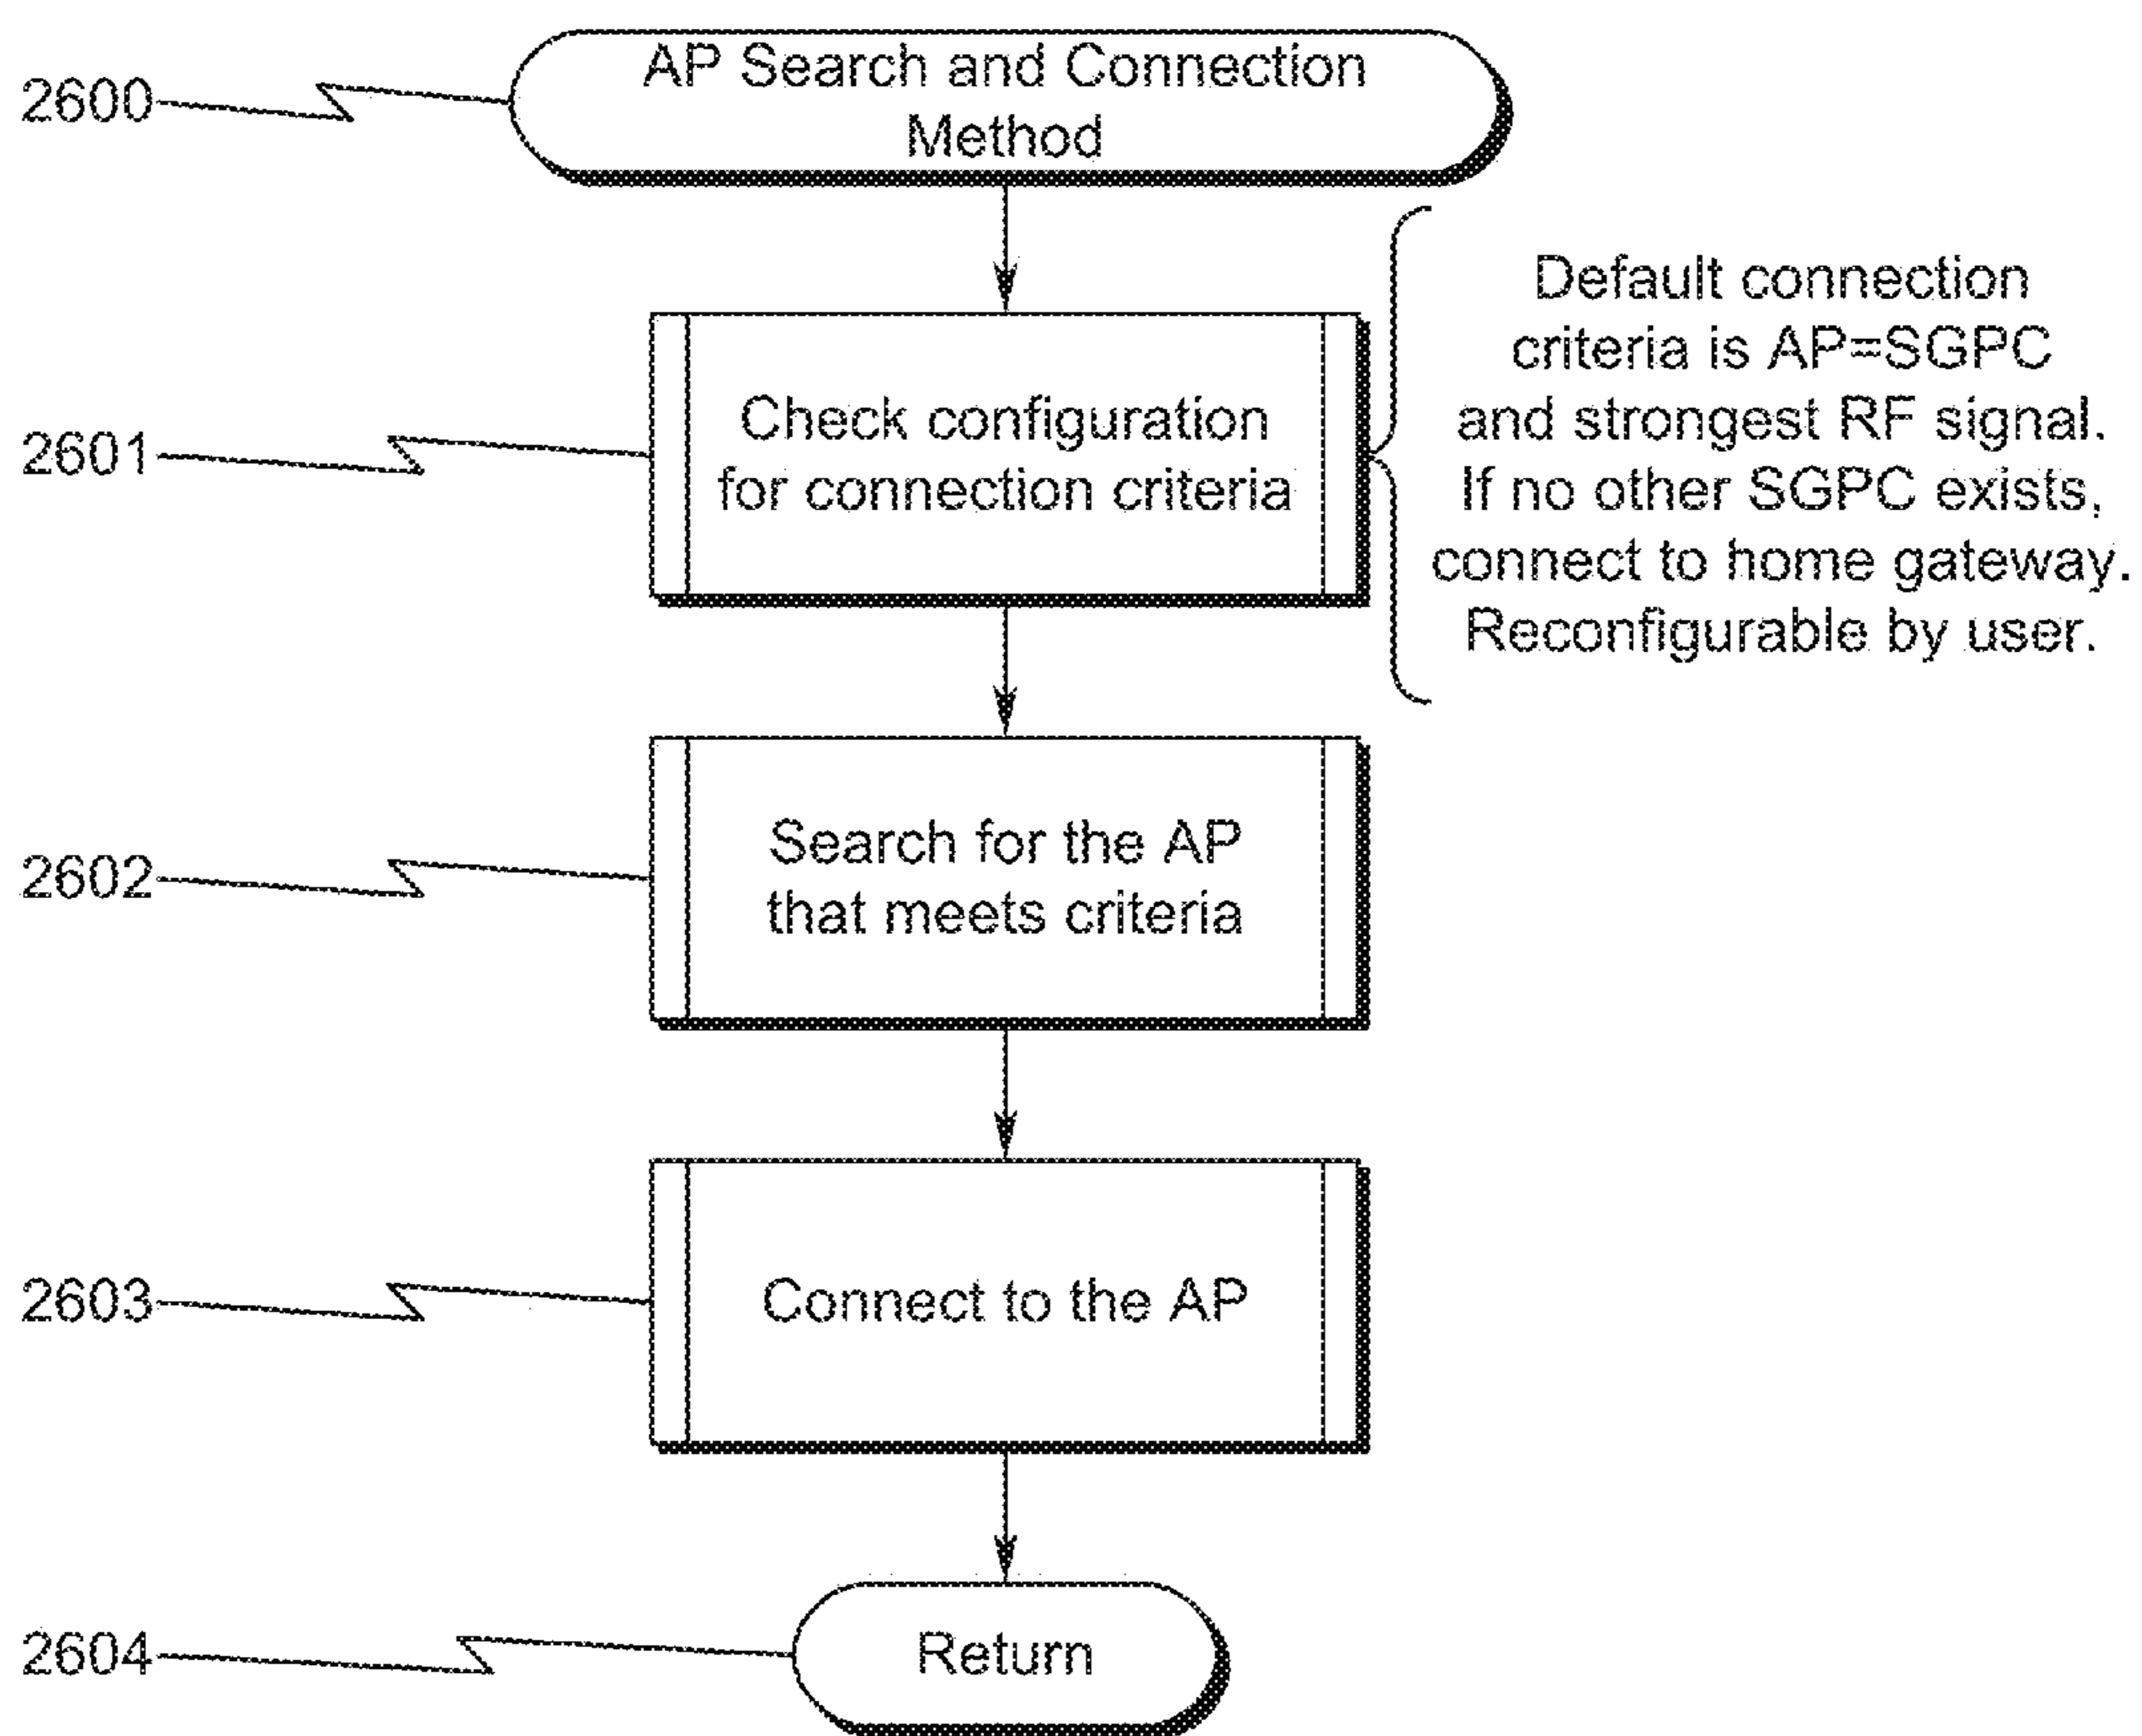 2600
AP Search and Connection
Method
2601
Check configuration
for connection criteria
Default connection
criteria is AP=SGPC
and strongest RF signal.
If no other SGPC exists,
connect to home gateway.
Reconfigurable by user.
2602
Search for the AP
that meets criteria
2603
Connect to the AP
2604
Return